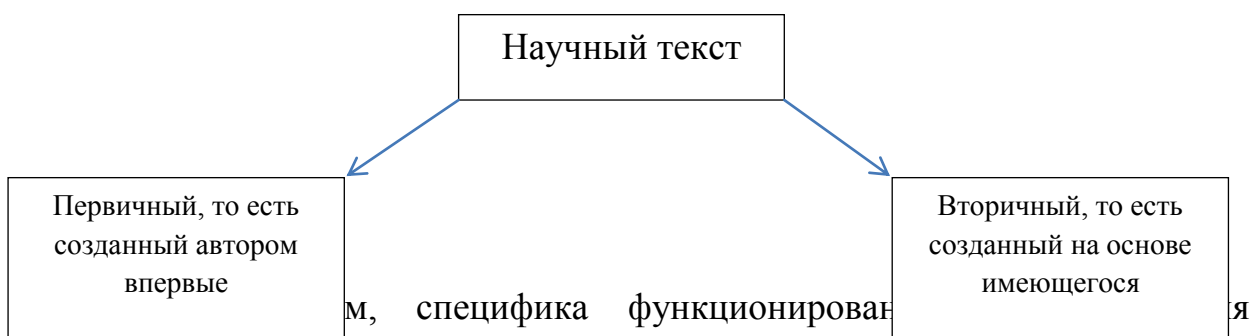 Научный текст
Первичный, то есть
созданный автором
впервые
Вторичный, то есть
созданный на основе
имеющегося
м, специфика функционирован я